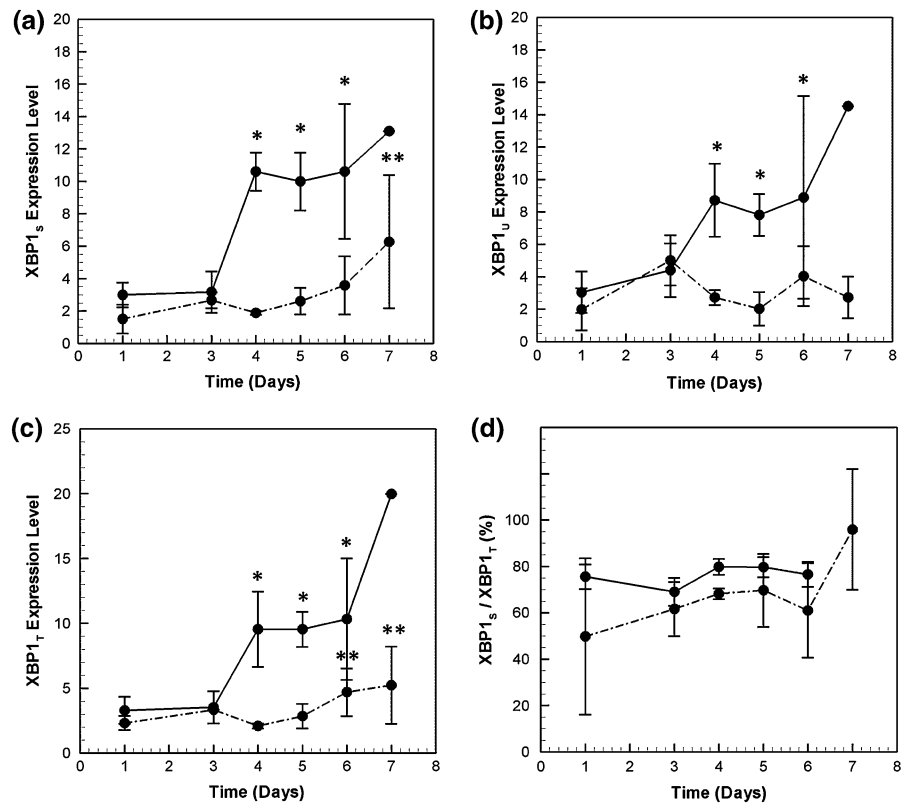 (a)
XBP1S Expression Level
20
18
16
14
12
10
8
6
4
2
0
* * * **
0 1 2 3 4 5 6 7 8
Time (Days)
(b)
XBP1U Expression Level
20
18
16
14
12
10
8
6
4
2
0
* * *
0 1 2 3 4 5 6 7 8
Time (Days)
(c)
XBP1T Expression Level
25
20
15
10
5
0
* * * ** **
0 1 2 3 4 5 6 7 8
Time (Days)
(d)
XBP1S / XBP1T (%)
100
80
60
40
20
0
0 1 2 3 4 5 6 7 8
Time (Days)